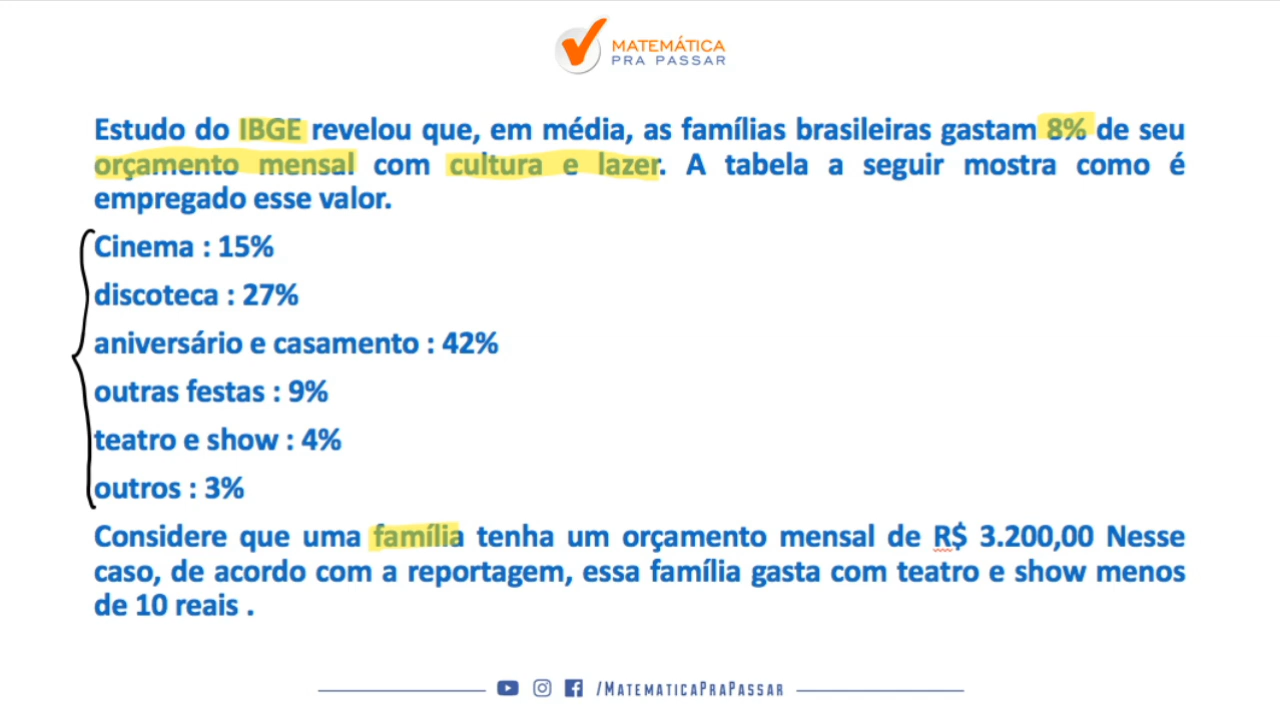 MATEMÁTICA
PRA PASSAR
Estudo do IBGE revelou que, em média, as famílias brasileiras gastam 8% de seu
orçamento mensal com cultura e lazer. A tabela a seguir mostra como é
empregado esse valor.
Cinema : 15%
discoteca : 27%
aniversário e casamento : 42%
outras festas : 9%
teatro e show : 4%
outros : 3%
Considere que uma família tenha um orçamento mensal de R$ 3.200,00 Nesse
caso, de acordo com a reportagem, essa família gasta com teatro e show menos
de 10 reais .
/MatematicaPraPassar